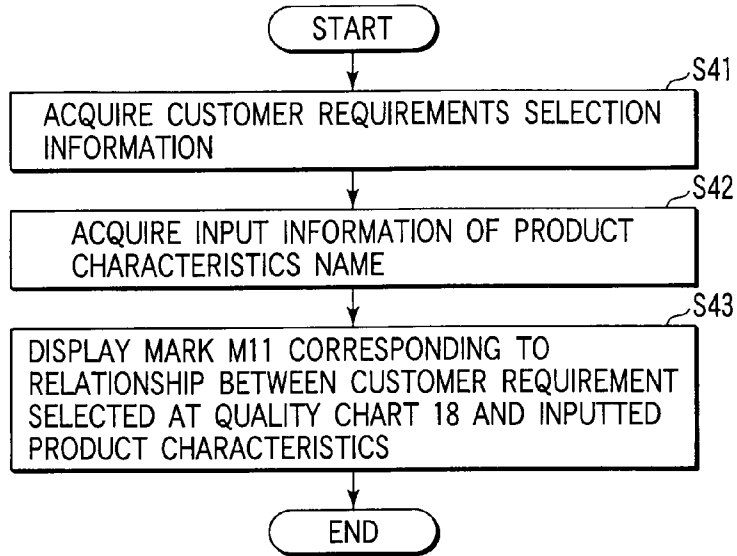 START
S41
ACQUIRE CUSTOMER REQUIREMENTS SELECTION
INFORMATION
S42
ACQUIRE INPUT INFORMATION OF PRODUCT
CHARACTERISTICS NAME
S43
DISPLAY MARK M11 CORRESPONDING TO
RELATIONSHIP BETWEEN CUSTOMER REQUIREMENT
SELECTED AT QUALITY CHART 18 AND INPUTTED
PRODUCT CHARACTERISTICS
END